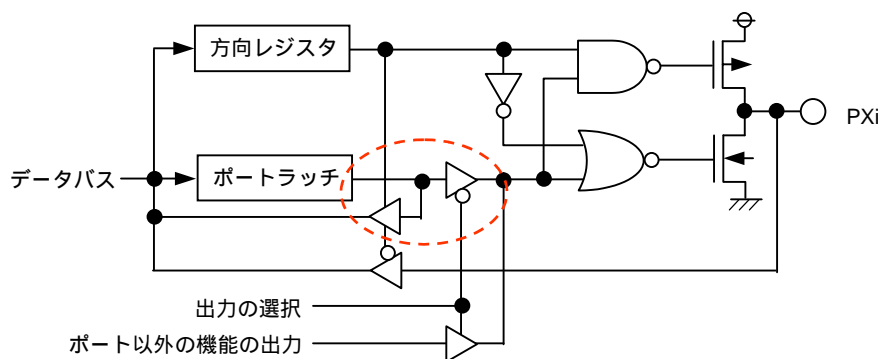 方向レジスタ
PXi
データバス
ポートラッチ
出力の選択
ポート以外の機能の出力